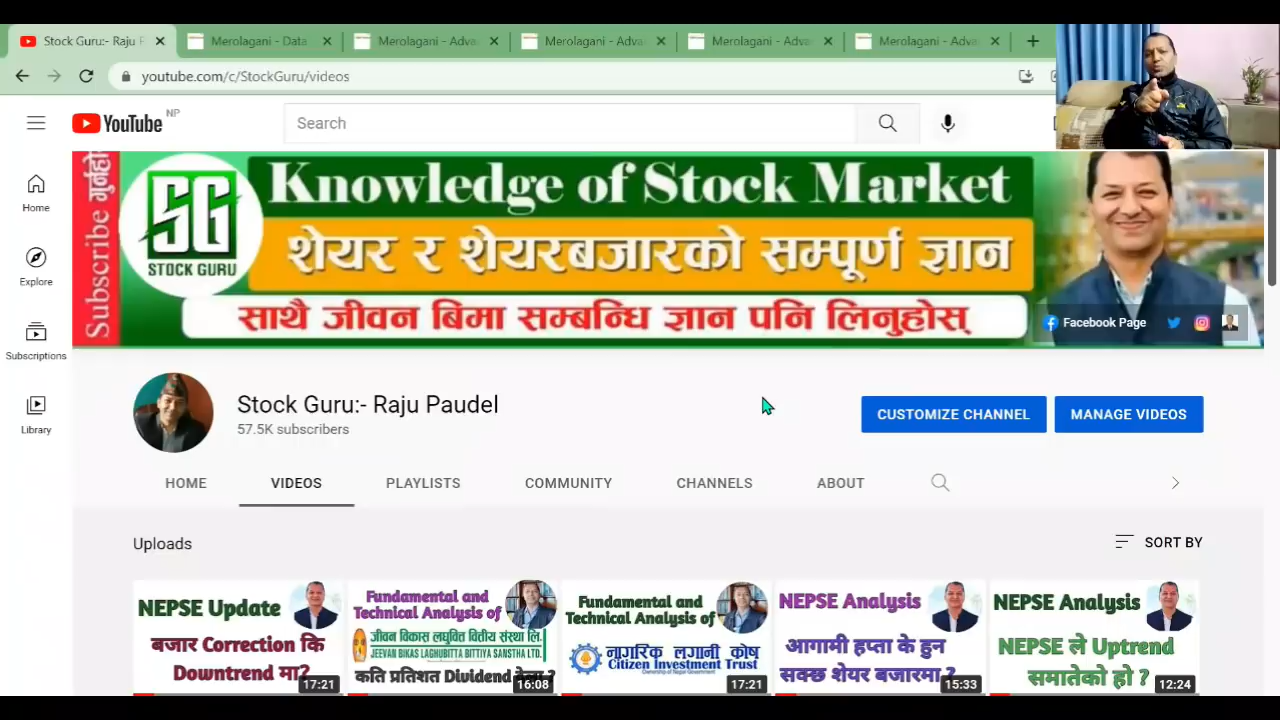 Stock Guru:- Raju P
Merolagani - Data
Merolagani - Adva
Merolagani - Adva
Merolagani - Adva
Merolagani - Adva
youtube.com/c/StockGuru/videos
YouTube NP
Search
Home
Explore
Subscriptions
Library
Subscribe गर्नुहो
SG
STOCK GURU
Knowledge of Stock Market
शेयर र शेयरबजारको सम्पूर्ण ज्ञान
साथै जीवन बिमा सम्बन्धि ज्ञान पनि लिनुहोस्
Facebook Page
Stock Guru:- Raju Paudel
57.5K subscribers
CUSTOMIZE CHANNEL
MANAGE VIDEOS
HOME
VIDEOS
PLAYLISTS
COMMUNITY
CHANNELS
ABOUT
Uploads
SORT BY
NEPSE Update
बजार Correction कि
Downtrend मा?
17:21
Fundamental and
Technical Analysis of
जीवन विकास लघुवित्त वित्तीय संस्था लि.
JEEVAN BIKAS LAGHUBITTA BITTIYA SANSTHA LTD.
कति प्रतिशत Dividend
16:08
Fundamental and
Technical Analysis of
नागरिक लगानी कोष
Citizen Investment Trust
Ownership of Nepal Government
17:21
NEPSE Analysis
आगामी हप्ता के हुन
सक्छ शेयर बजारमा ?
15:33
NEPSE Analysis
NEPSE ले Uptrend
समातेको हो ?
12:24